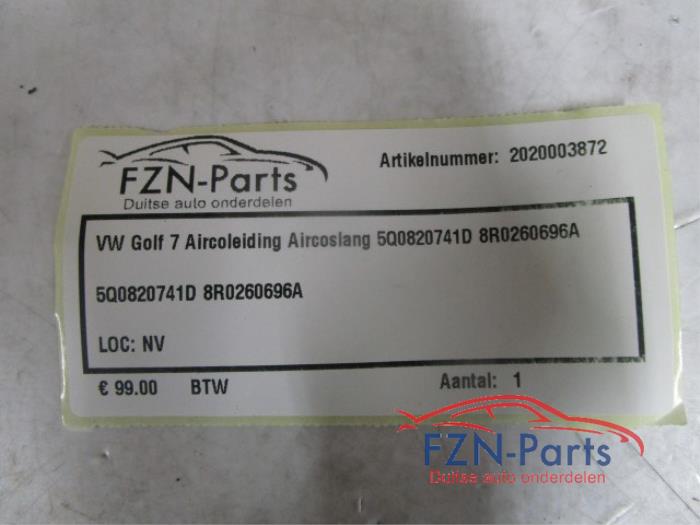 FZN-Parts
Duitse auto onderdelen
Artikelnummer: 2020003872
VW Golf 7 Aircoleiding Aircoslang 5Q0820741D 8R0260696A
5Q0820741D 8R0260696A
LOC: NV
€ 99.00 BTW Aantal: 1
FZN-Parts
Duitse auto onderdelen